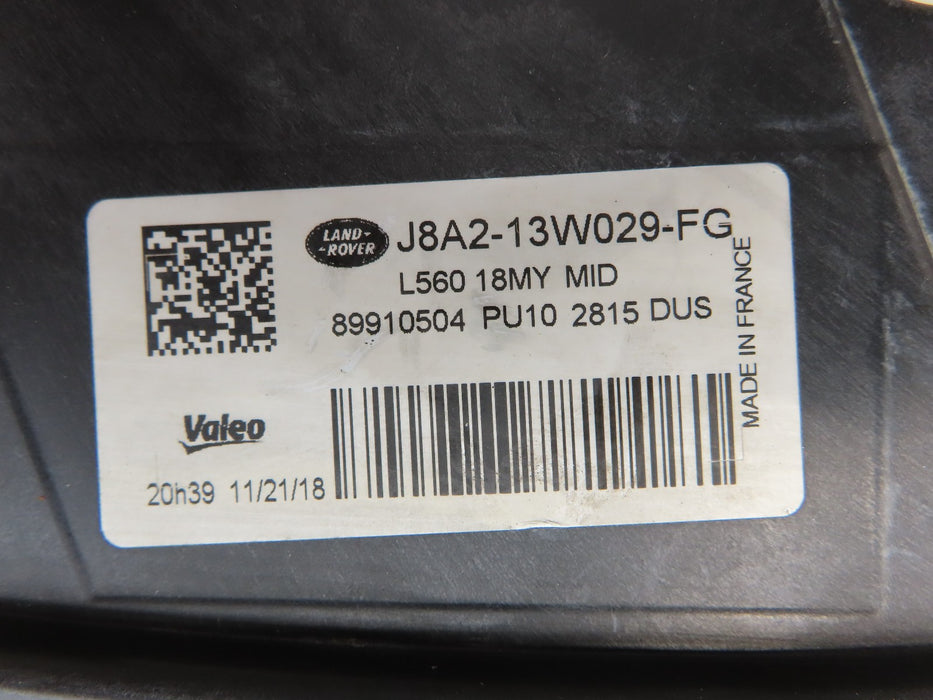 LAND-
-ROVER
J8A2-13W029-FG
L560 18MY MID
89910504 PU10 2815 DUS
MADE IN FRANCE
Valeo
20h39 11/21/18